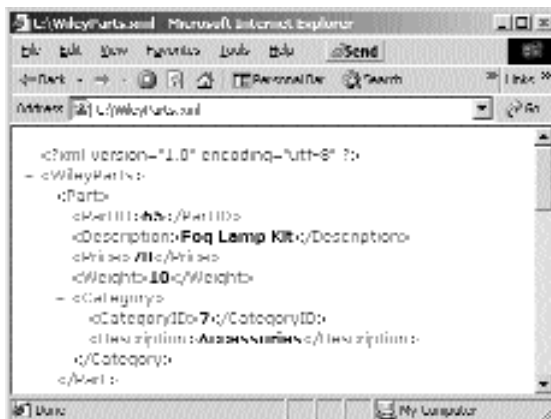 C:\WileyParts.xml - Microsoft Internet Explorer
File Edit View Favorites Tools Help Send
Back Personal Bar Search Links
Address C:\WileyParts.xml Go
<?xml version="1.0" encoding="utf-8" ?>
- <WileyParts>
<Part>
<PartID>65</PartID>
<Description>Fog Lamp Kit</Description>
<Price>70</Price>
<Weight>10</Weight>
- <Category>
<CategoryID>7</CategoryID>
<Description>Accessories</Description>
</Category>
</Part>
Done My Computer